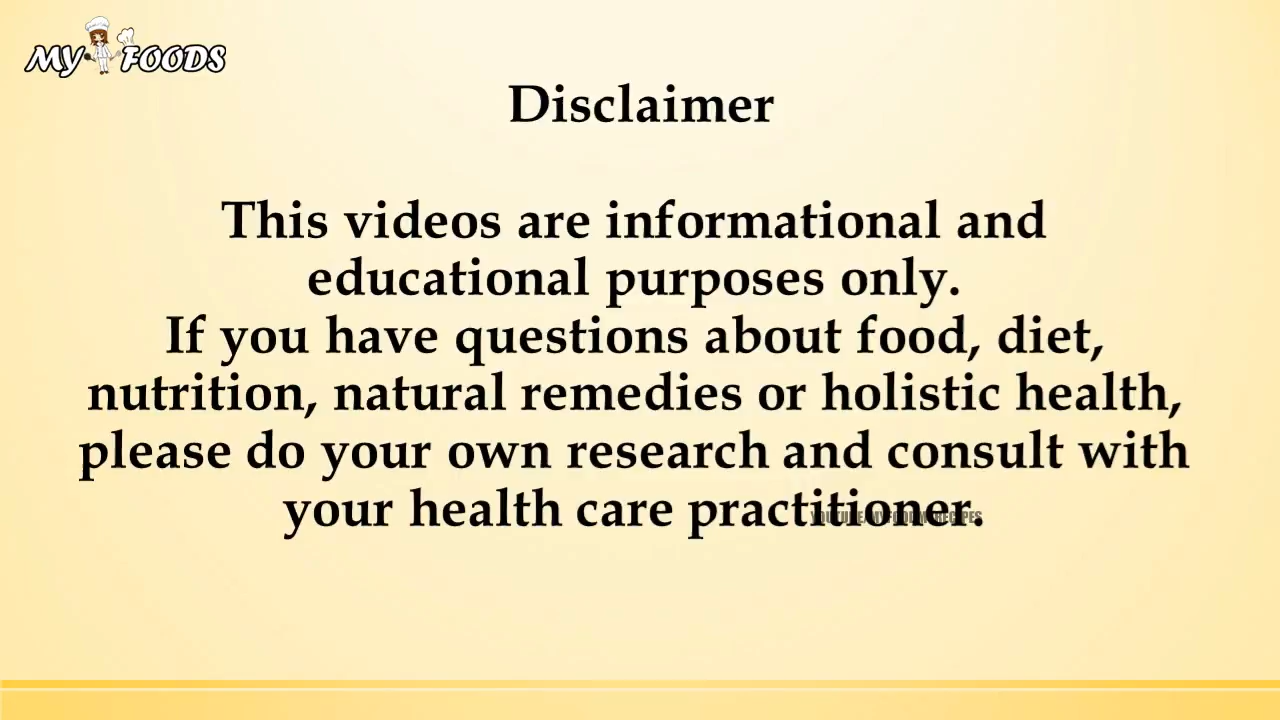 MY FOODS
Disclaimer
This videos are informational and
educational purposes only.
If you have questions about food, diet,
nutrition, natural remedies or holistic health,
please do your own research and consult with
your health care practitioner.